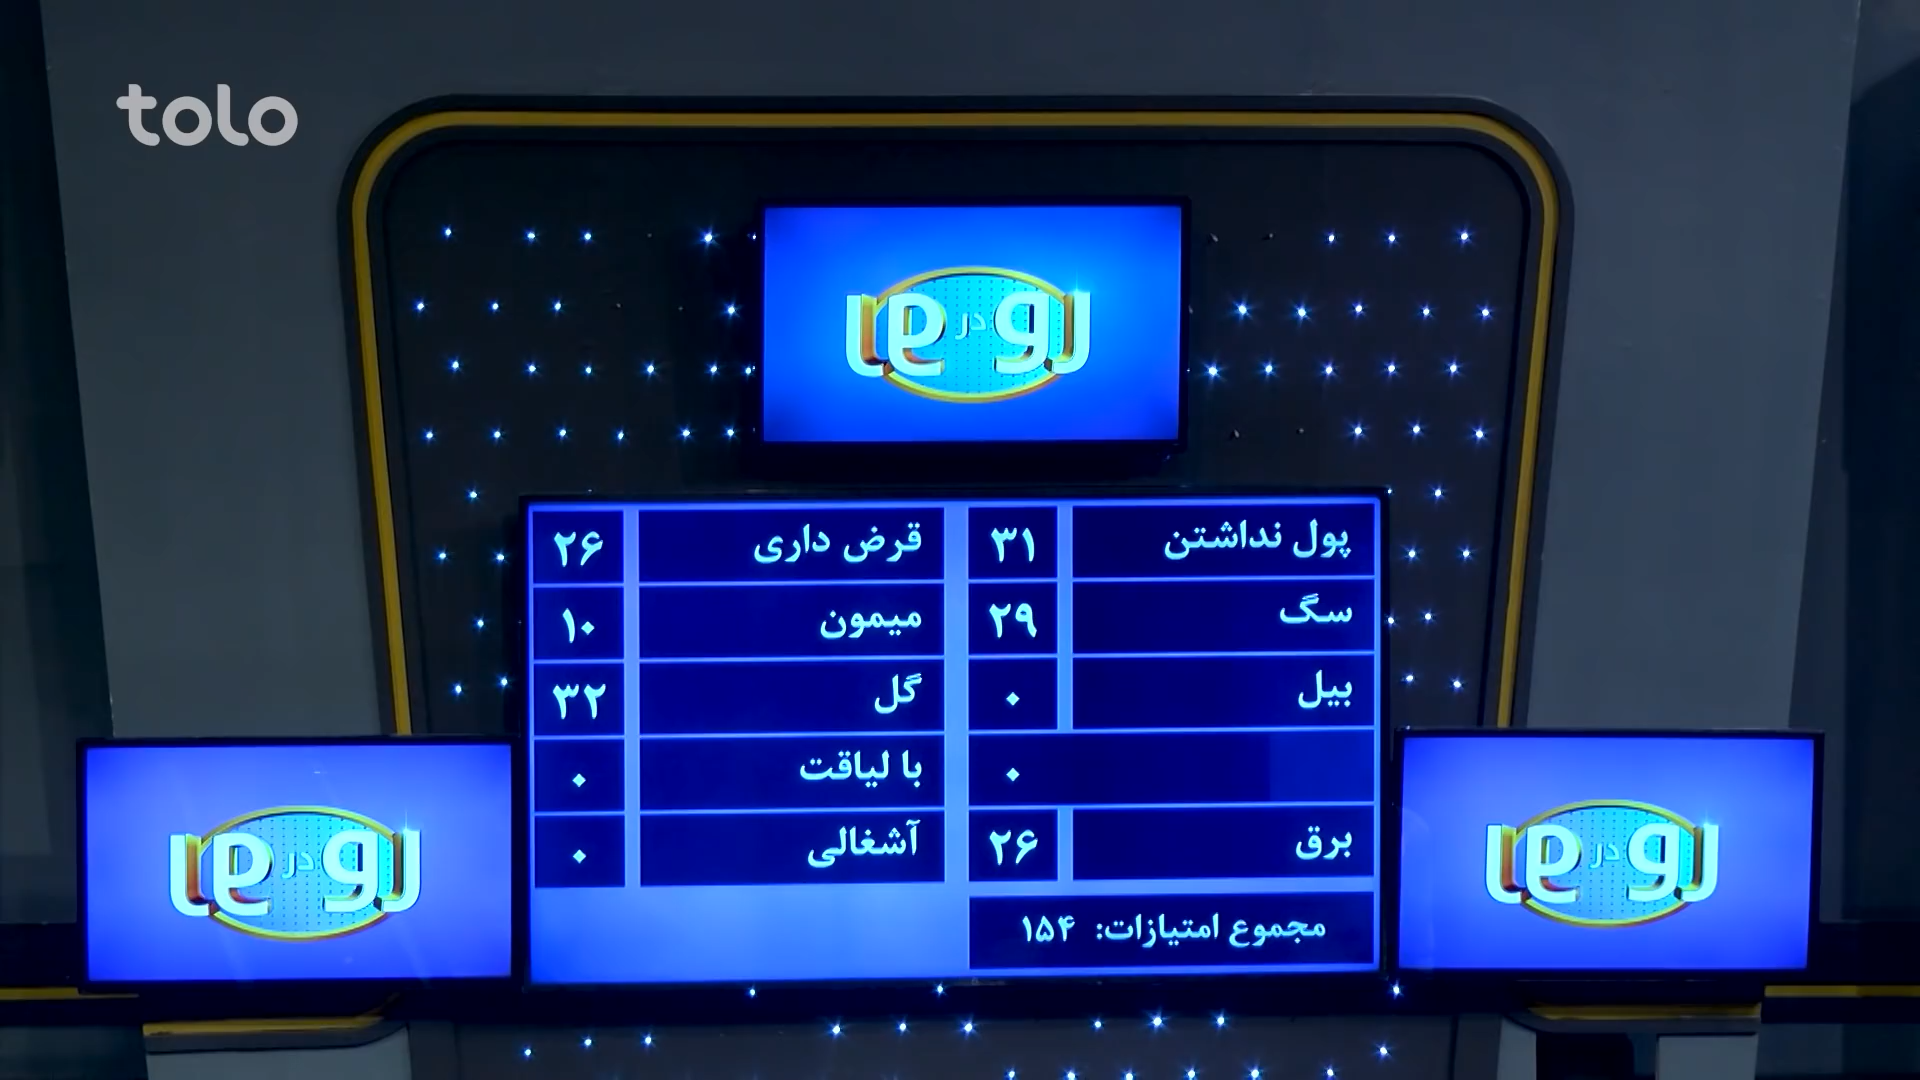 tolo
رو در رو
پول نداشتن ۳۱
سگ ۲۹
بیل ۰
۰
برق ۲۶
مجموع امتیازات: ۱۵۴
قرض داری ۲۶
میمون ۱۰
گل ۳۲
با لیاقت ۰
آشغالی ۰
رو در رو
رو در رو